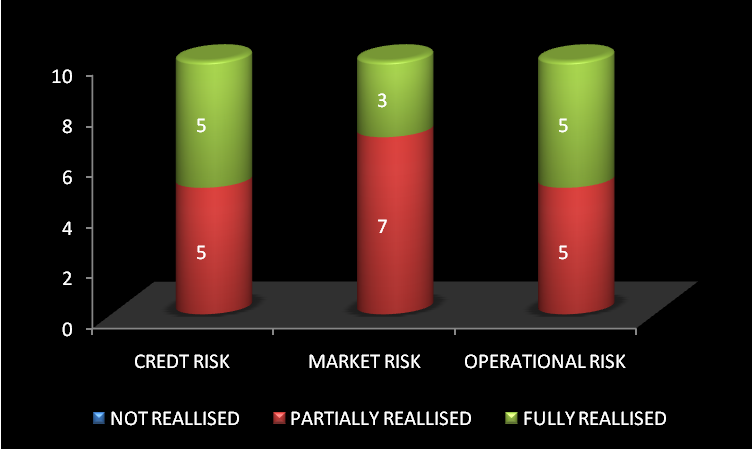 10
8
6
4
2
0
5
5
3
7
5
5
CREDT RISK
MARKET RISK
OPERATIONAL RISK
NOT REALLISED
PARTIALLY REALLISED
FULLY REALLISED